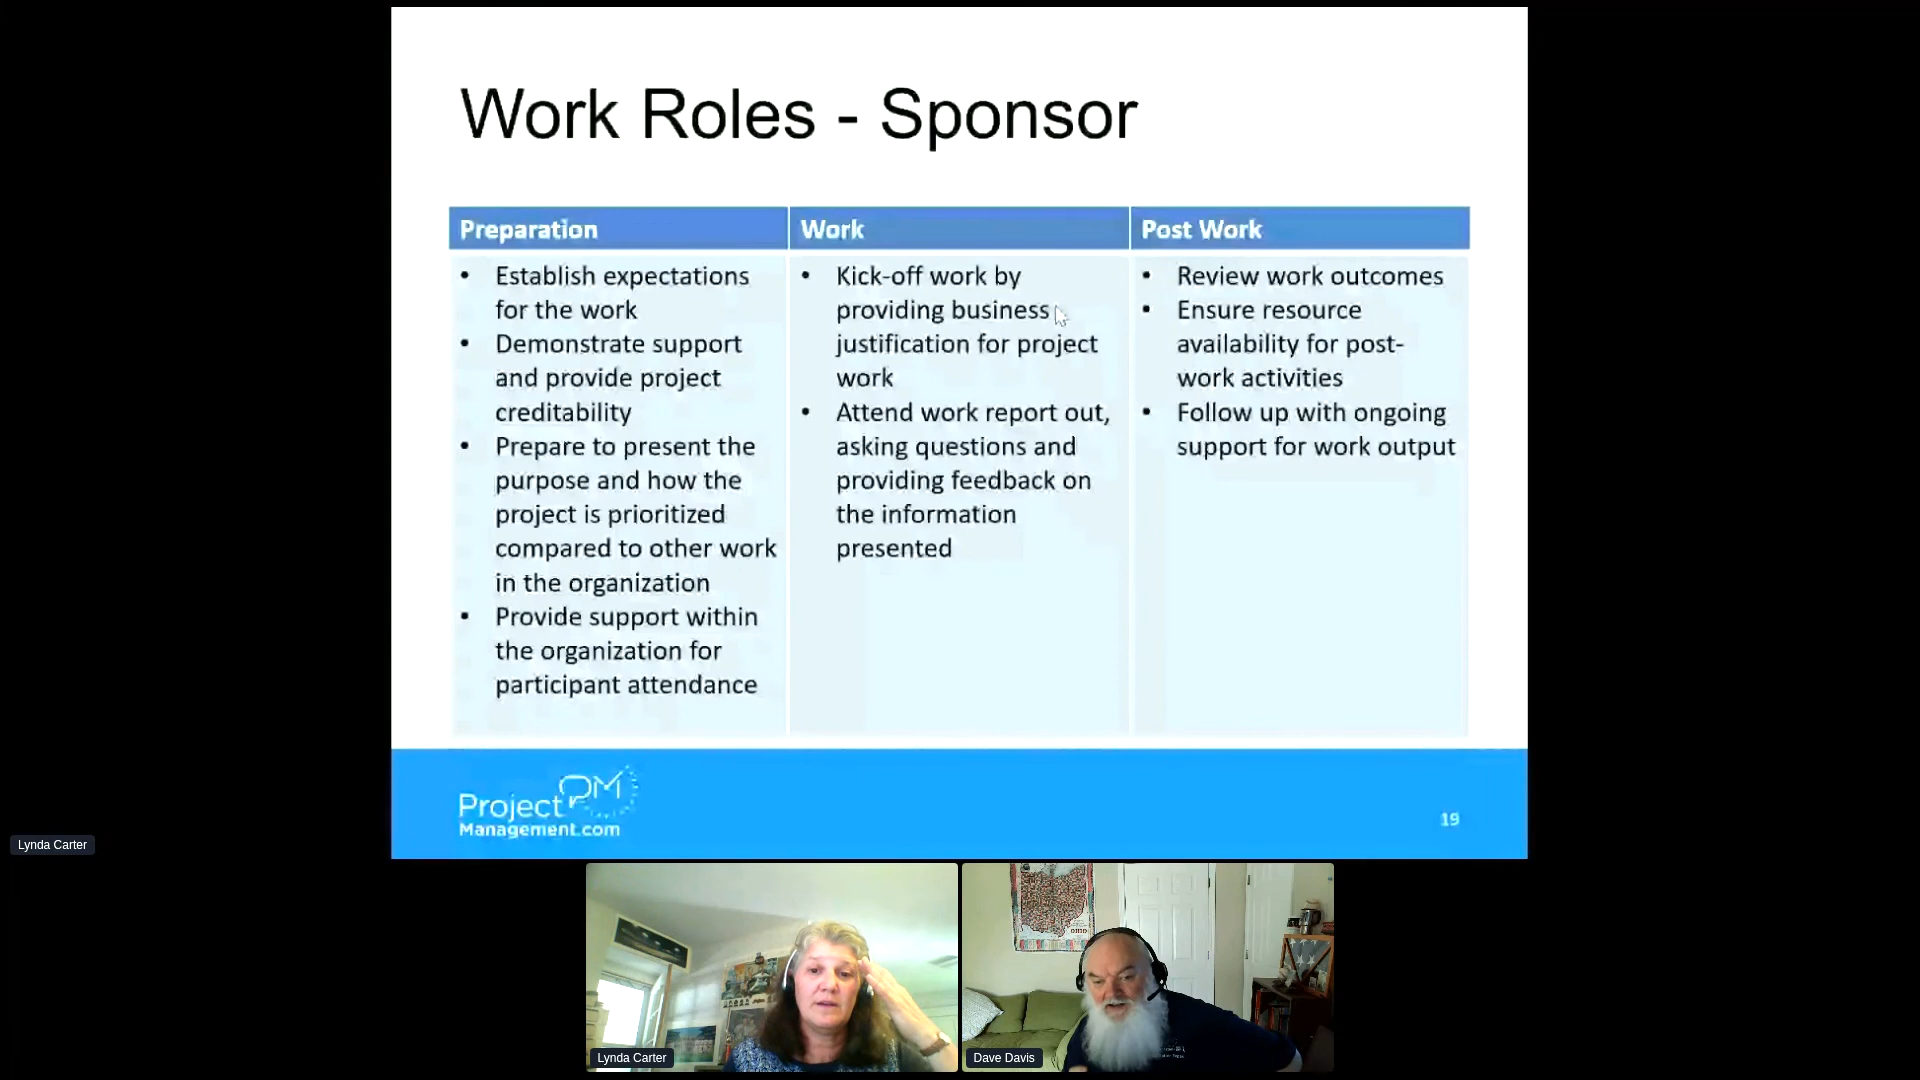 Work Roles - Sponsor
Preparation
• Establish expectations
for the work
• Demonstrate support
and provide project
creditability
• Prepare to present the
purpose and how the
project is prioritized
compared to other work
in the organization
• Provide support within
the organization for
participant attendance
Work
• Kick-off work by
providing business
justification for project
work
• Attend work report out,
asking questions and
providing feedback on
the information
presented
Post Work
• Review work outcomes
• Ensure resource
availability for post-
work activities
• Follow up with ongoing
support for work output
PM
Project
Management.com
19
Lynda Carter
OHIO
Lynda Carter
Dave Davis